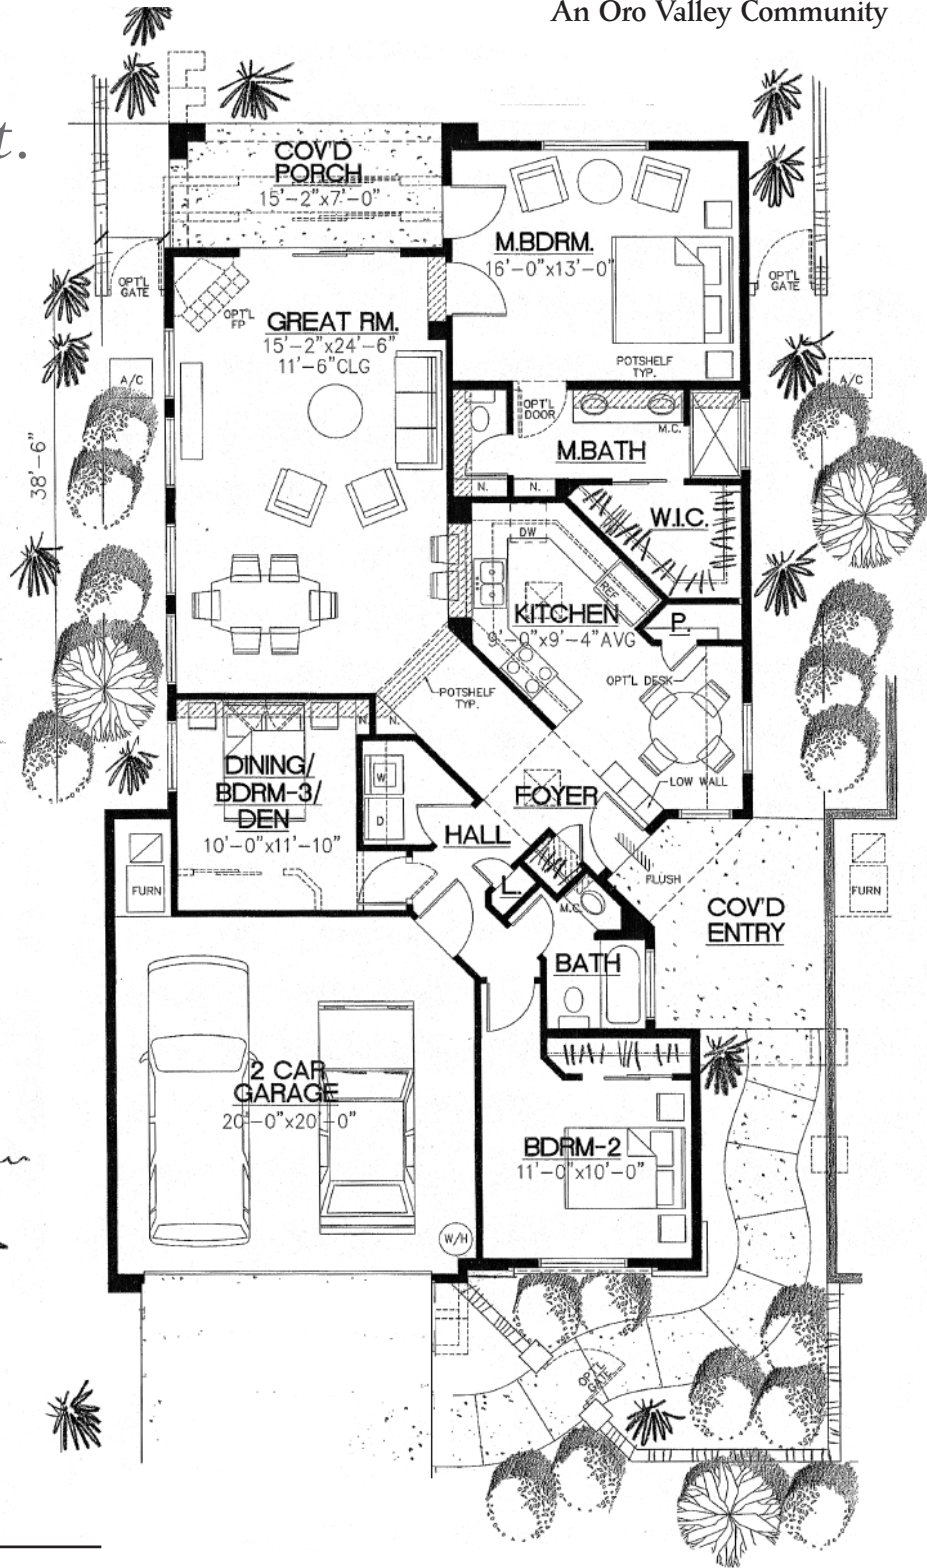 An Oro Valley Community
t.
COV'D
PORCH
15'-2"x7'-0"
M.BDRM.
16'-0"x13'-0"
OPT'L
GATE
OPT'L
GATE
OPT'L
FP
GREAT RM.
15'-2"x24'-6"
11'-6"CLG
POTSHELF
TYP.
A/C
A/C
OPT'L
DOOR
M.C.
M.BATH
38'-6"
N.
N.
W.I.C.
DW
REF.
KITCHEN
9'-0"x9'-4"AVG
P.
OPT'L DESK
POTSHELF
TYP.
N.
N.
DINING/
BDRM-3/
DEN
10'-0"x11'-10"
W
D
LOW WALL
FOYER
HALL
FURN
L.
FLUSH
FURN
M.C.
COV'D
ENTRY
BATH
2 CAR
GARAGE
20'-0"x20'-0"
BDRM-2
11'-0"x10'-0"
W/H
OPT'L
GATE